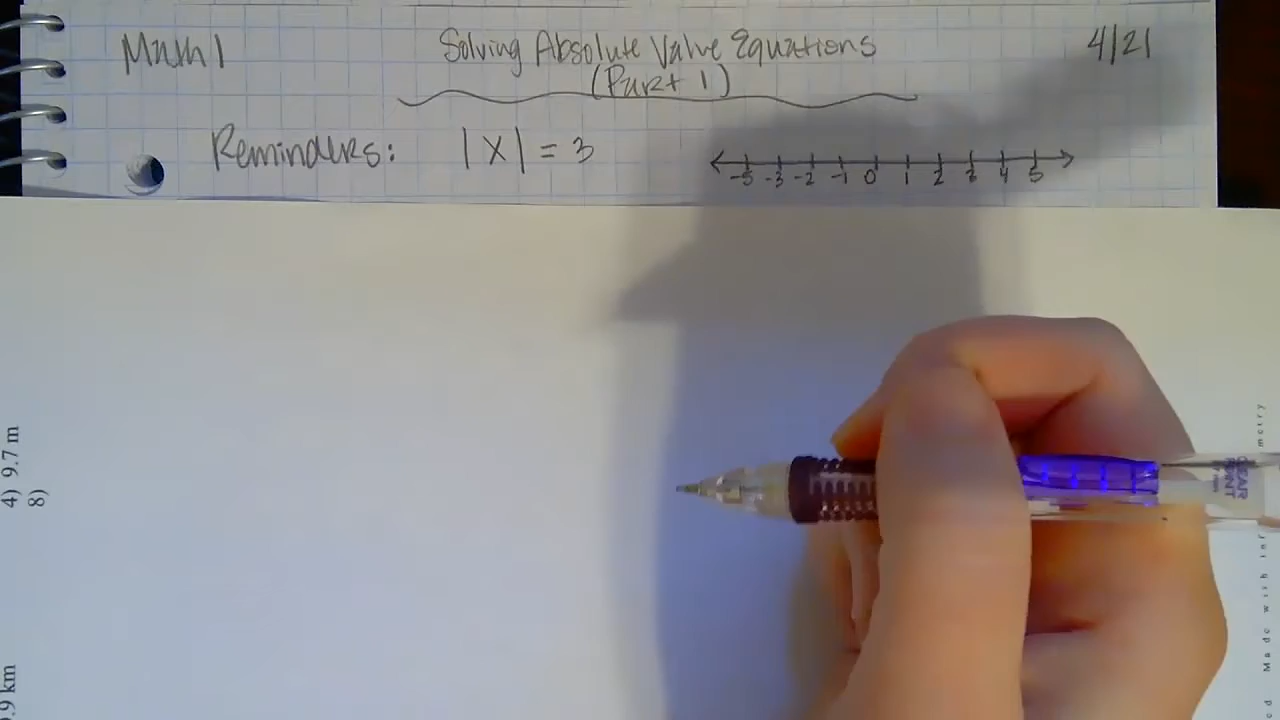 Math 1 Solving Absolute Value Equations 4/21
(Part 1)
Reminders: |x| = 3
-5 -3 -2 -1 0 1 2 3 4 5
4) 9.7 m
8)
.9 km